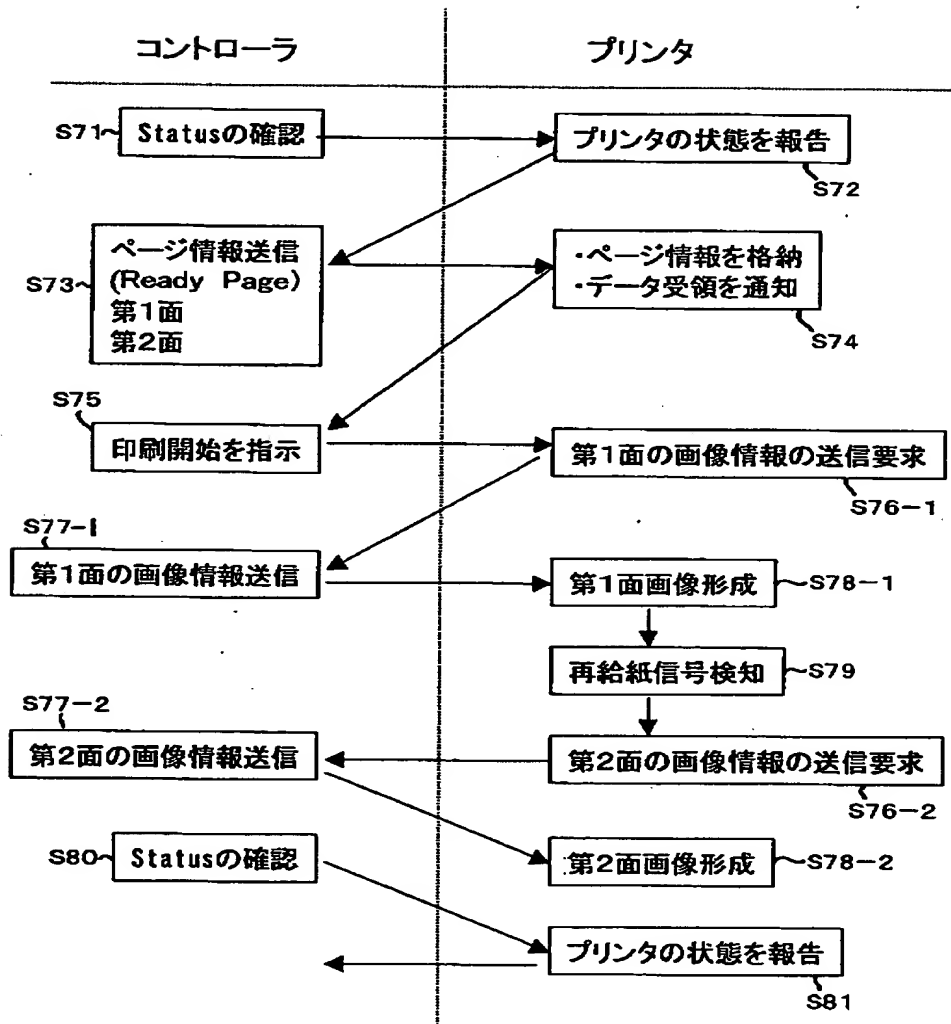 コントローラ
プリンタ
S71
Statusの確認
プリンタの状態を報告
S72
S73
ページ情報送信
(Ready Page)
第1面
第2面
・ページ情報を格納
・データ受領を通知
S74
S75
印刷開始を指示
第1面の画像情報の送信要求
S76-1
S77-1
第1面の画像情報送信
第1面画像形成
S78-1
再給紙信号検知
S79
S77-2
第2面の画像情報送信
第2面の画像情報の送信要求
S76-2
S80
Statusの確認
第2面画像形成
S78-2
プリンタの状態を報告
S81